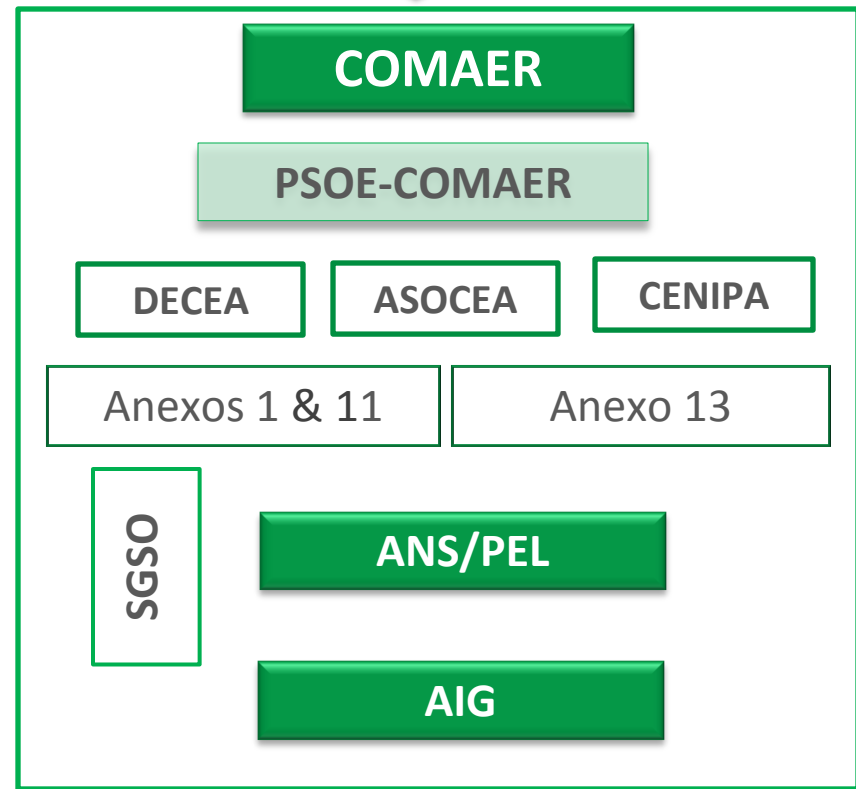 COMAER
PSOE-COMAER
DECEA
ASOCEA
CENIPA
Anexos 1 & 11
Anexo 13
SGSO
ANS/PEL
AIG